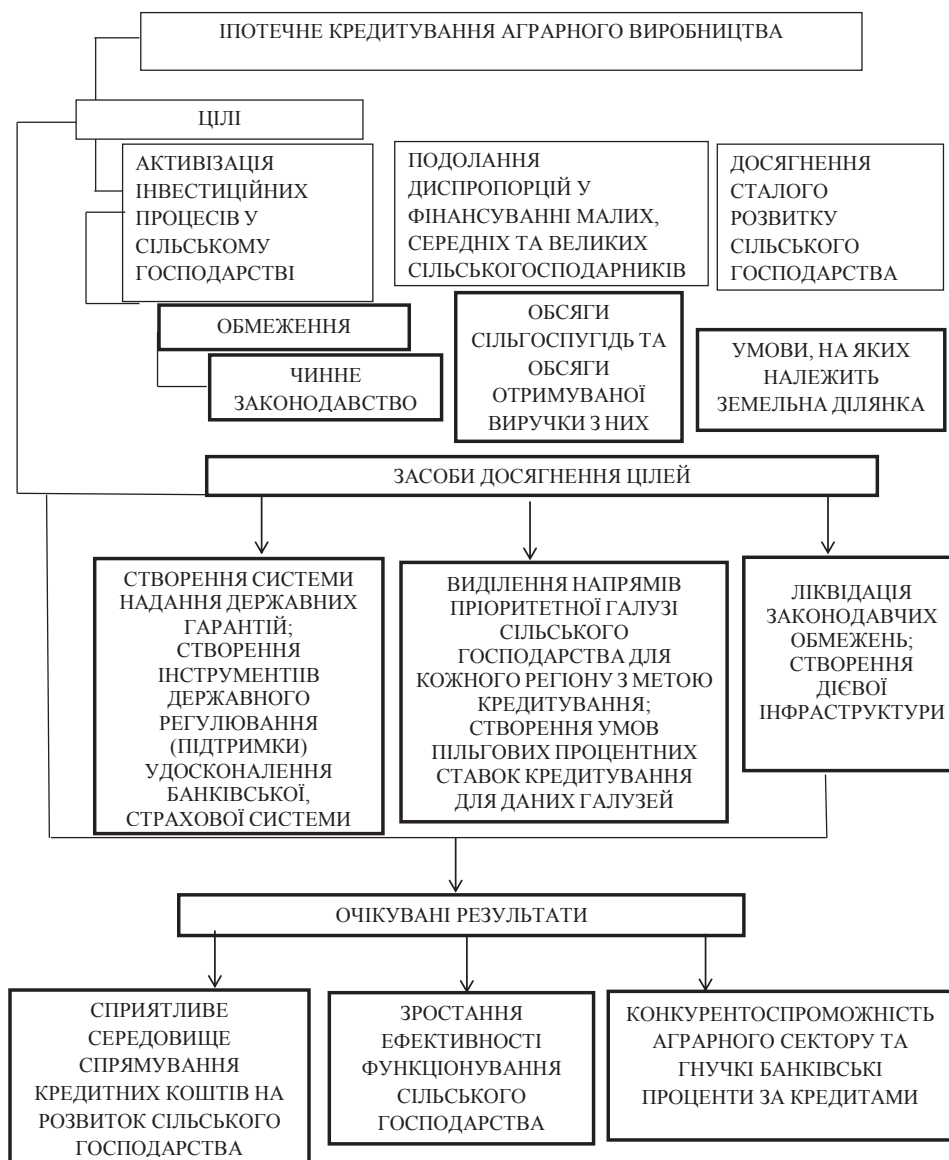 ІПОТЕЧНЕ КРЕДИТУВАННЯ АГРАРНОГО ВИРОБНИЦТВА
ЦІЛІ
АКТИВІЗАЦІЯ
ІНВЕСТИЦІЙНИХ
ПРОЦЕСІВ У
СІЛЬСЬКОМУ
ГОСПОДАРСТВІ
ПОДОЛАННЯ
ДИСПРОПОРЦІЙ У
ФІНАНСУВАННІ МАЛИХ,
СЕРЕДНІХ ТА ВЕЛИКИХ
СІЛЬСЬКОГОСПОДАРНИКІВ
ДОСЯГНЕННЯ
СТАЛОГО
РОЗВИТКУ
СІЛЬСЬКОГО
ГОСПОДАРСТВА
ОБМЕЖЕННЯ
ЧИННЕ
ЗАКОНОДАВСТВО
ОБСЯГИ
СІЛЬГОСПУГІДЬ ТА
ОБСЯГИ
ОТРИМУВАНОЇ
ВИРУЧКИ З НИХ
УМОВИ, НА ЯКИХ
НАЛЕЖИТЬ
ЗЕМЕЛЬНА ДІЛЯНКА
ЗАСОБИ ДОСЯГНЕННЯ ЦІЛЕЙ
СТВОРЕННЯ СИСТЕМИ
НАДАННЯ ДЕРЖАВНИХ
ГАРАНТІЙ;
СТВОРЕННЯ
ІНСТРУМЕНТІІВ
ДЕРЖАВНОГО
РЕГУЛЮВАННЯ
(ПІДТРИМКИ)
УДОСКОНАЛЕННЯ
БАНКІВСЬКОЇ,
СТРАХОВОЇ СИСТЕМИ
ВИДІЛЕННЯ НАПРЯМІВ
ПРІОРИТЕТНОЇ ГАЛУЗІ
СІЛЬСЬКОГО
ГОСПОДАРСТВА ДЛЯ
КОЖНОГО РЕГІОНУ З МЕТОЮ
КРЕДИТУВАННЯ;
СТВОРЕННЯ УМОВ
ПІЛЬГОВИХ ПРОЦЕНТНИХ
СТАВОК КРЕДИТУВАННЯ
ДЛЯ ДАНИХ ГАЛУЗЕЙ
ЛІКВІДАЦІЯ
ЗАКОНОДАВЧИХ
ОБМЕЖЕНЬ;
СТВОРЕННЯ
ДІЄВОЇ
ІНФРАСТРУКТУРИ
ОЧІКУВАНІ РЕЗУЛЬТАТИ
СПРИЯТЛИВЕ
СЕРЕДОВИЩЕ
СПРЯМУВАННЯ
КРЕДИТНИХ КОШТІВ НА
РОЗВИТОК СІЛЬСЬКОГО
ГОСПОДАРСТВА
ЗРОСТАННЯ
ЕФЕКТИВНОСТІ
ФУНКЦІОНУВАННЯ
СІЛЬСЬКОГО
ГОСПОДАРСТВА
КОНКУРЕНТОСПРОМОЖНІСТЬ
АГРАРНОГО СЕКТОРУ ТА
ГНУЧКІ БАНКІВСЬКІ
ПРОЦЕНТИ ЗА КРЕДИТАМИ